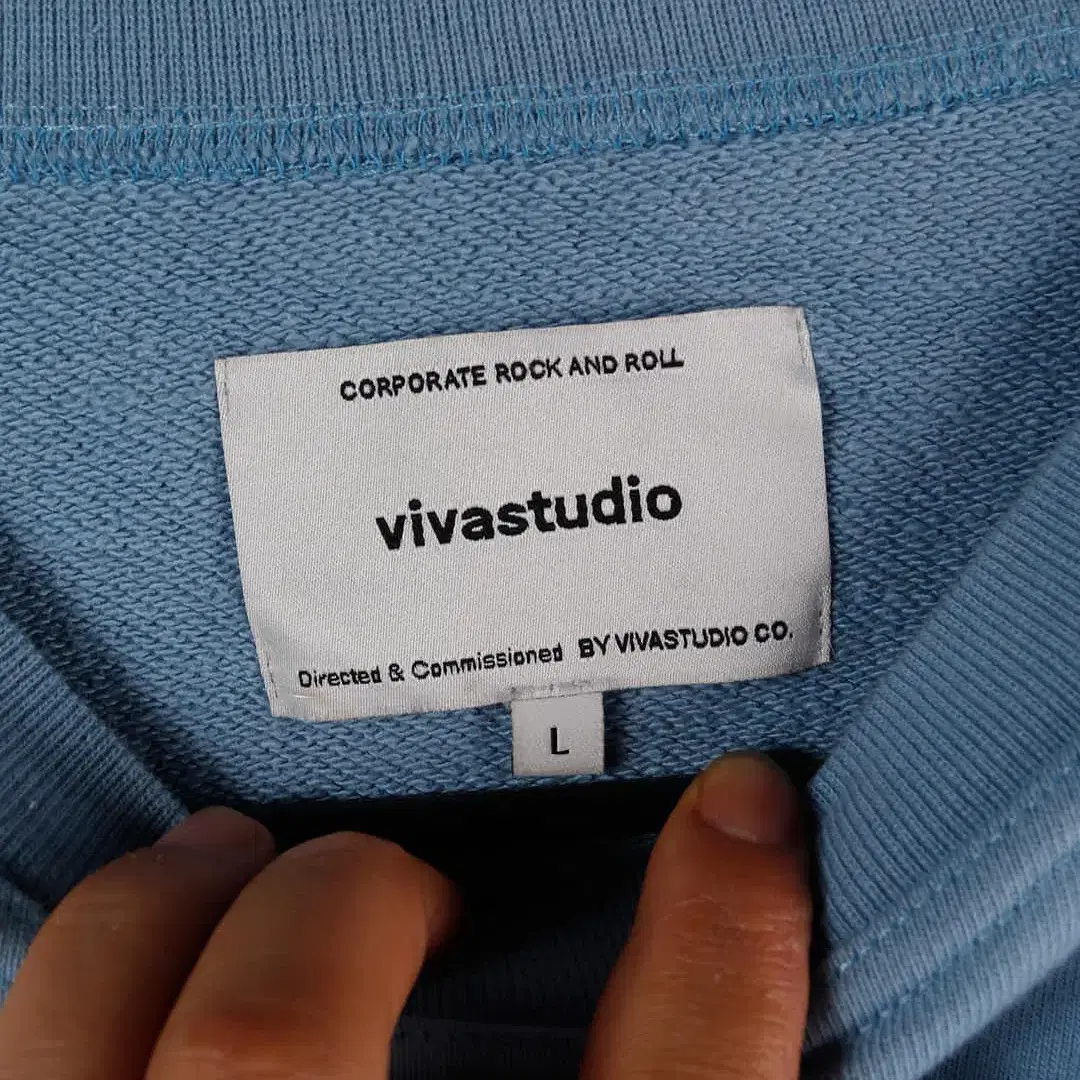 CORPORATE ROCK AND ROLL
vivastudio
Directed & Commissioned BY VIVASTUDIO CO.
L